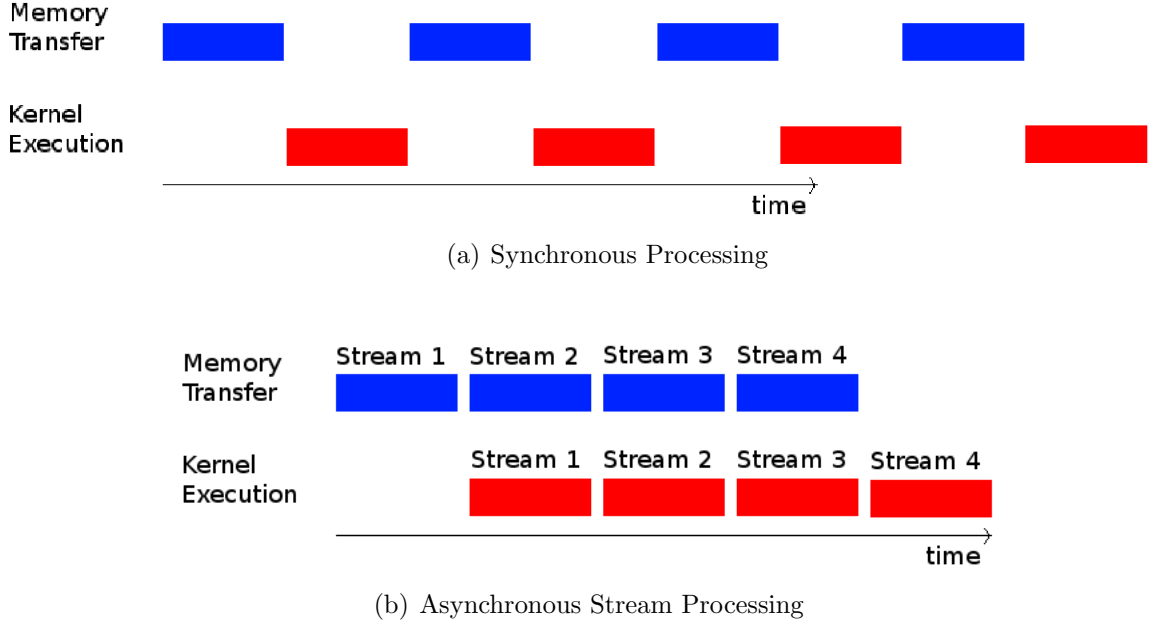 Memory
Transfer
Kernel
Execution
time
(a) Synchronous Processing
Stream 1 Stream 2 Stream 3 Stream 4
Memory
Transfer
Stream 1 Stream 2 Stream 3 Stream 4
Kernel
Execution
time
(b) Asynchronous Stream Processing